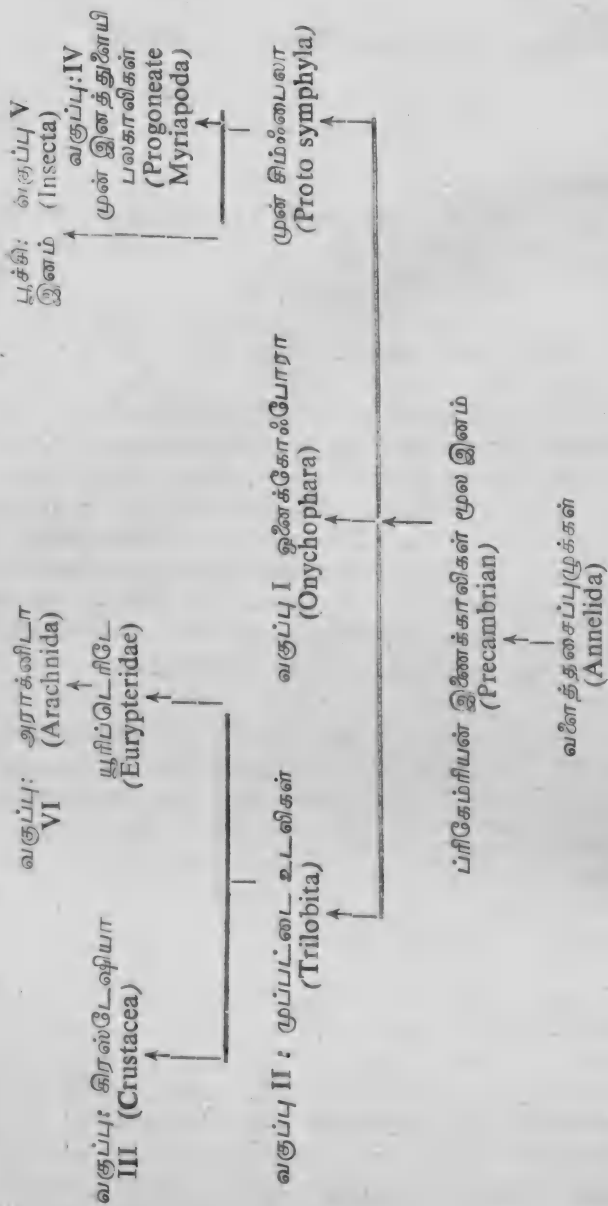 வகுப்பு: கிரஸ்டேஷியா
III (Crustacea)
வகுப்பு: அராக்னிடா
VI (Arachnida)
யூரிப்டெரிடே
(Eurypteridae)
பூச்சி: வகுப்பு V
இனம் (Insecta)
வகுப்பு:IV
முன் இனத்துளையி
பலகாலிகள்
(Progoneate
Myriapoda)
வகுப்பு II : முப்பட்டை உடலிகள்
(Trilobita)
வகுப்பு I ஓனைக்கோஃபோரா
(Onychophara)
முன் சிம்ஃபைலா
(Proto symphyla)
ப்ரிகேம்ரியன் இணைக்காலிகள் மூல இனம்
(Precambrian)
வளைத்தசைப்புழுக்கள்
(Annelida)